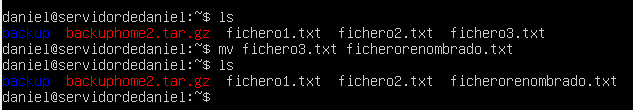 daniel@servidordedaniel:~$ ls
backup  backuphome2.tar.gz  fichero1.txt  fichero2.txt  fichero3.txt
daniel@servidordedaniel:~$ mv fichero3.txt ficherorenombrado.txt
daniel@servidordedaniel:~$ ls
backup  backuphome2.tar.gz  fichero1.txt  fichero2.txt  ficherorenombrado.txt
daniel@servidordedaniel:~$